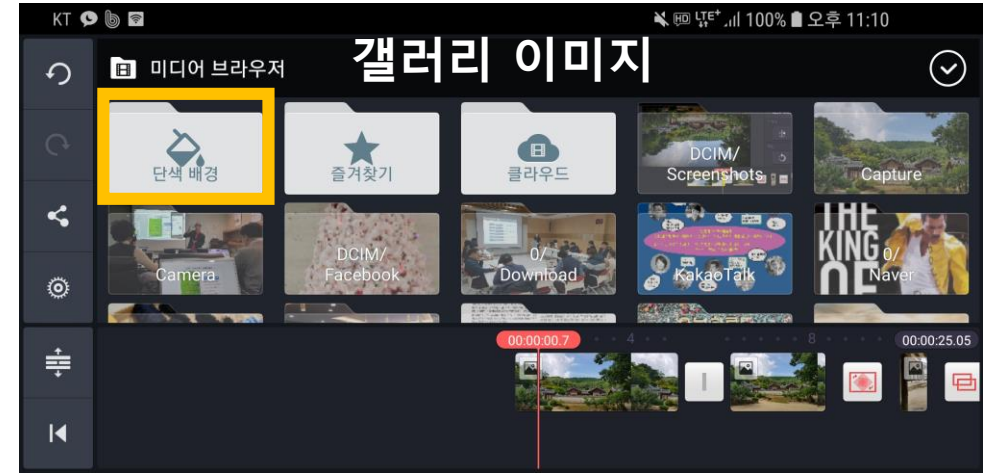 KT
HD LTE+ 100% 오후 11:10
미디어 브라우저
갤러리 이미지
단색 배경
즐겨찾기
클라우드
DCIM/
Screenshots
Capture
Camera
DCIM/
Facebook
0/
Download
KakaoTalk
THE
KING
OF
0/
Naver
00:00:00.7
4
8
00:00:25.05